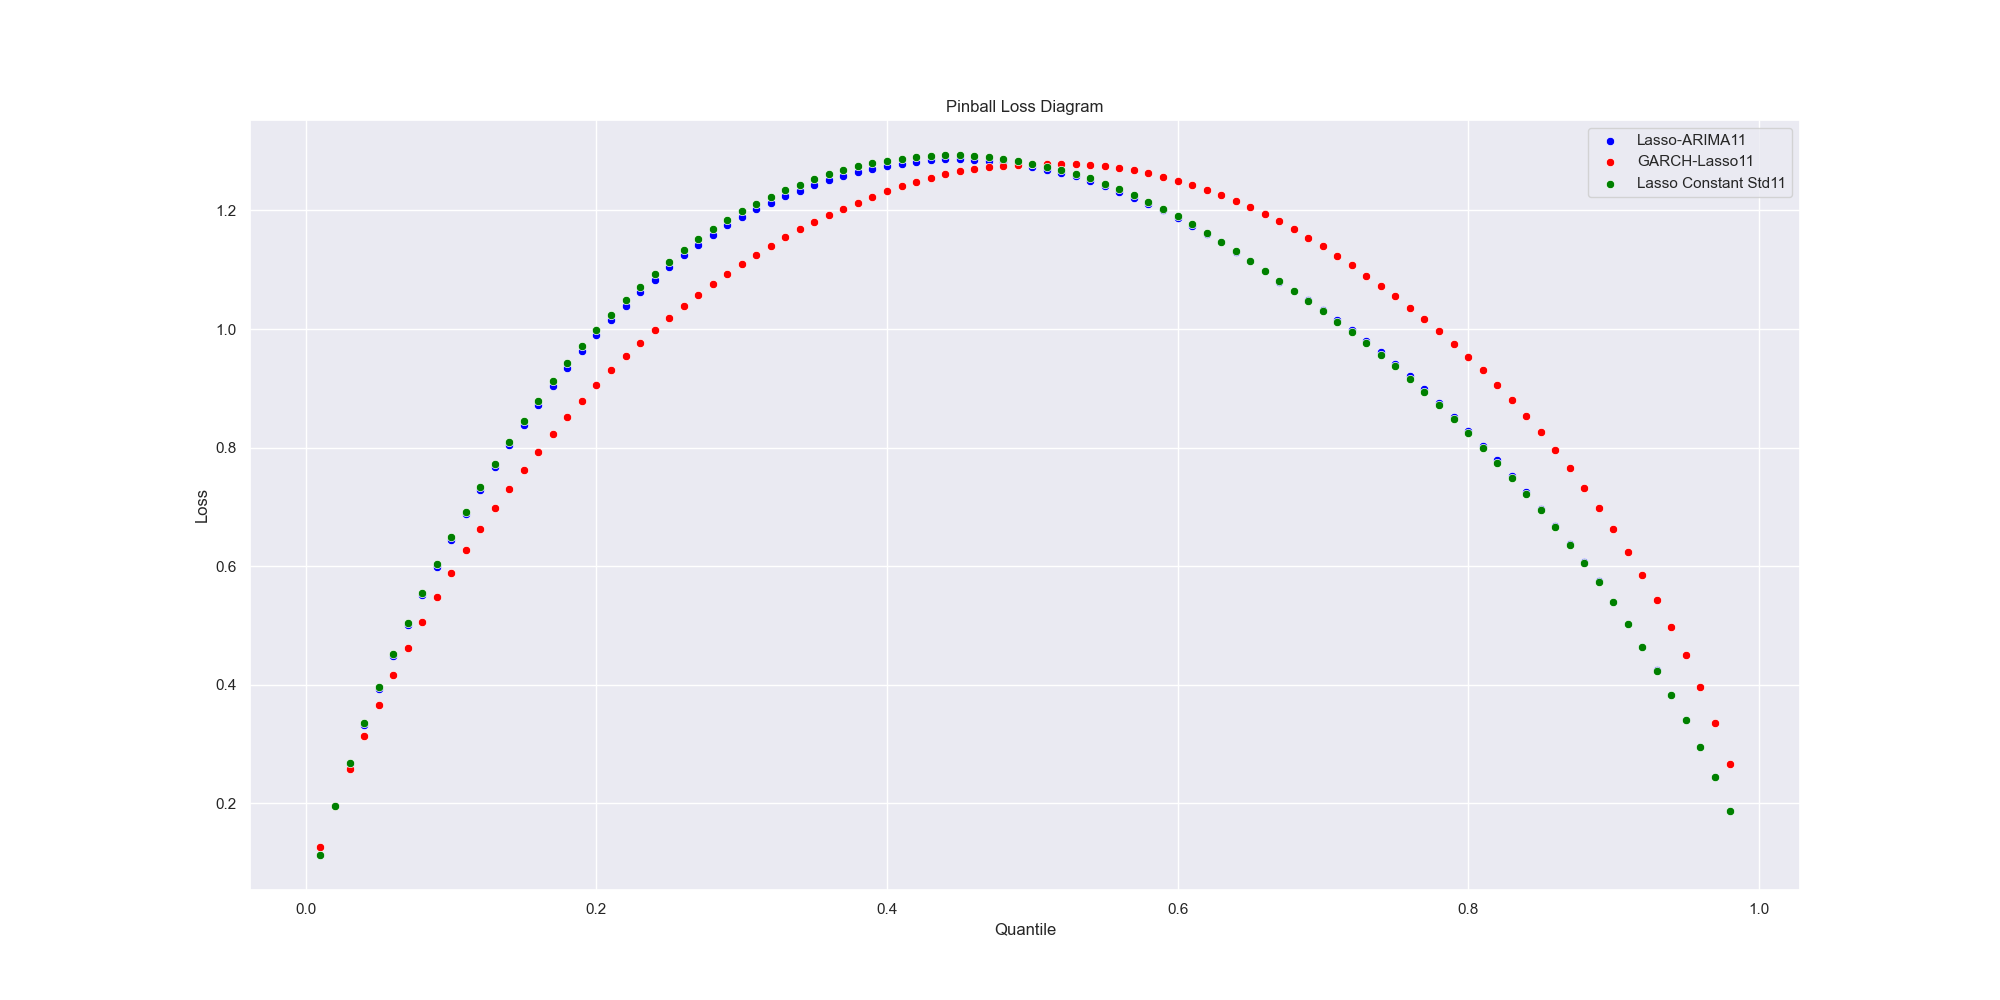 Pinball Loss Diagram
Lasso-ARIMA11
GARCH-Lasso11
Lasso Constant Std11
Loss
1.2
1.0
0.8
0.6
0.4
0.2
0.0
0.2
0.4
0.6
0.8
1.0
Quantile